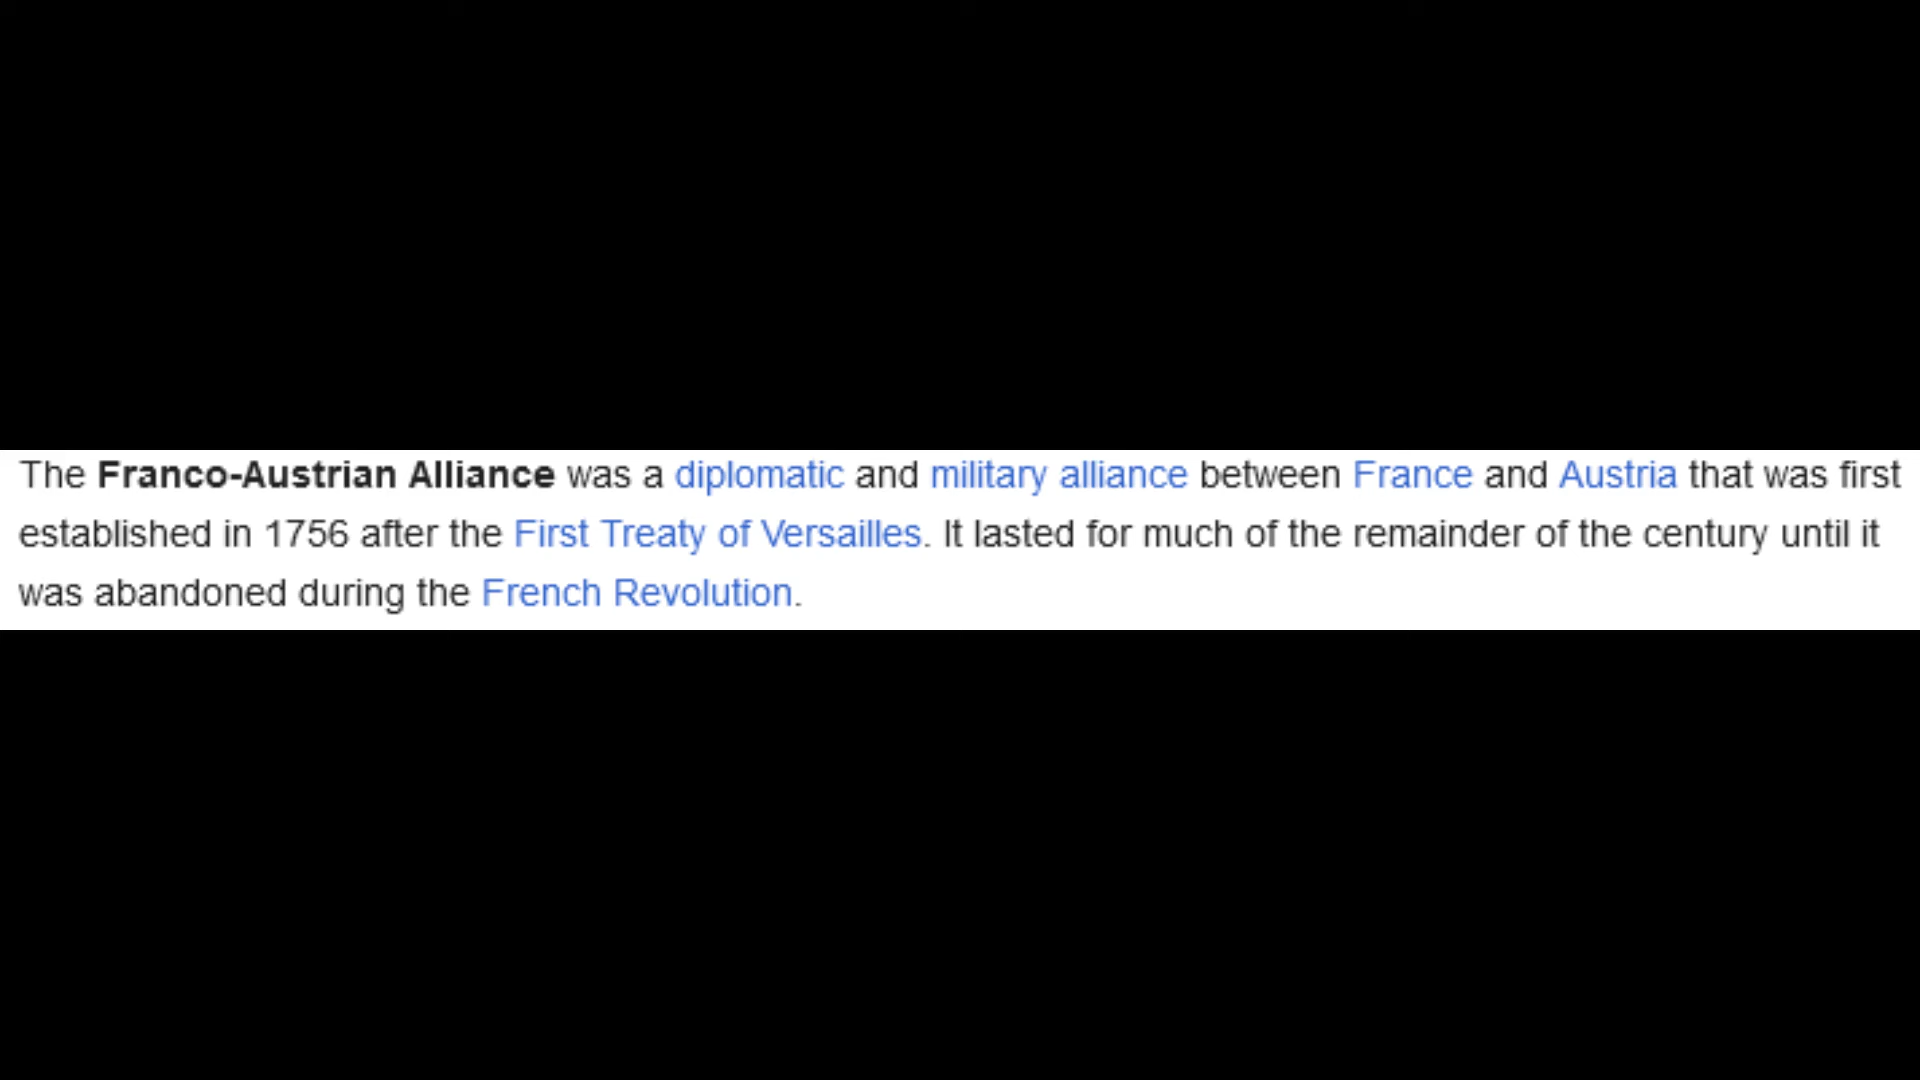 The Franco-Austrian Alliance was a diplomatic and military alliance between France and Austria that was first
established in 1756 after the First Treaty of Versailles. It lasted for much of the remainder of the century until it
was abandoned during the French Revolution.